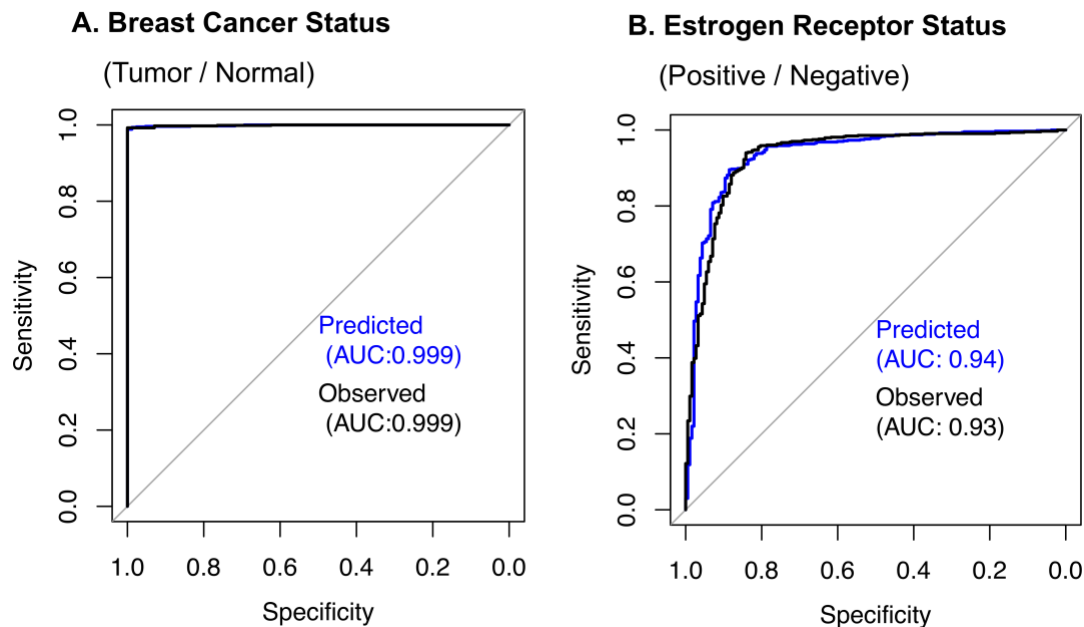 A. Breast Cancer Status
(Tumor / Normal)
1.0
0.8
0.6
0.4
0.2
0.0
Sensitivity
Predicted
(AUC:0.999)
Observed
(AUC:0.999)
1.0 0.8 0.6 0.4 0.2 0.0
Specificity
B. Estrogen Receptor Status
(Positive / Negative)
1.0
0.8
0.6
0.4
0.2
0.0
Sensitivity
Predicted
(AUC: 0.94)
Observed
(AUC: 0.93)
1.0 0.8 0.6 0.4 0.2 0.0
Specificity